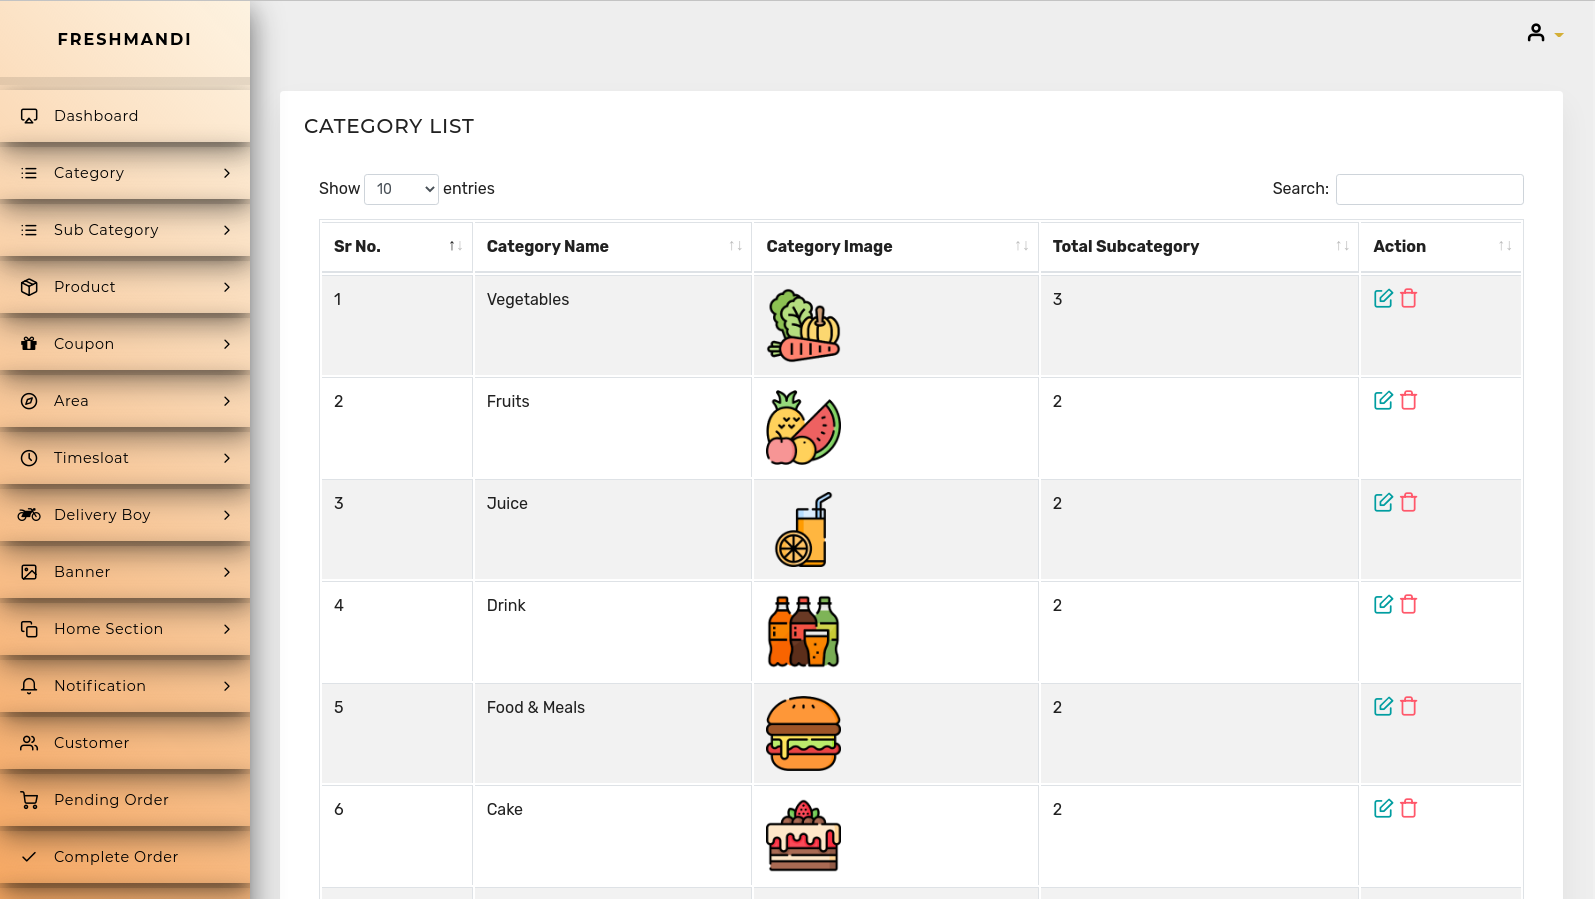 FRESHMANDI
Dashboard
Category
Sub Category
Product
Coupon
Area
Timesloat
Delivery Boy
Banner
Home Section
Notification
Customer
Pending Order
Complete Order
CATEGORY LIST
Show 10 entries
Search:
Sr No. Category Name Category Image Total Subcategory Action
1 Vegetables 3
2 Fruits 2
3 Juice 2
4 Drink 2
5 Food & Meals 2
6 Cake 2